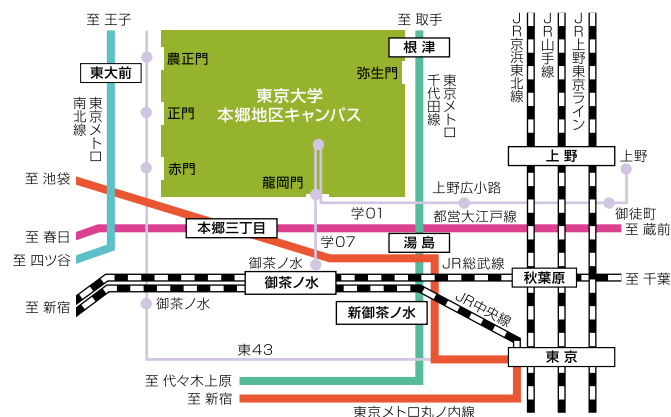 至 王子
至 取手
農正門
根津
弥生門
東大前
東京メトロ
南北線
東京大学
本郷地区キャンパス
東京メトロ
千代田線
JR京浜東北線
JR山手線
JR上野東京ライン
正門
赤門
龍岡門
上野
上野
至 池袋
上野広小路
学01
都営大江戸線
御徒町
至 蔵前
本郷三丁目
至 春日
学07
湯島
至 四ツ谷
御茶ノ水
JR総武線
御茶ノ水
秋葉原
至 千葉
至 新宿
御茶ノ水
新御茶ノ水
JR中央線
東43
東京
至 代々木上原
至 新宿
東京メトロ丸ノ内線